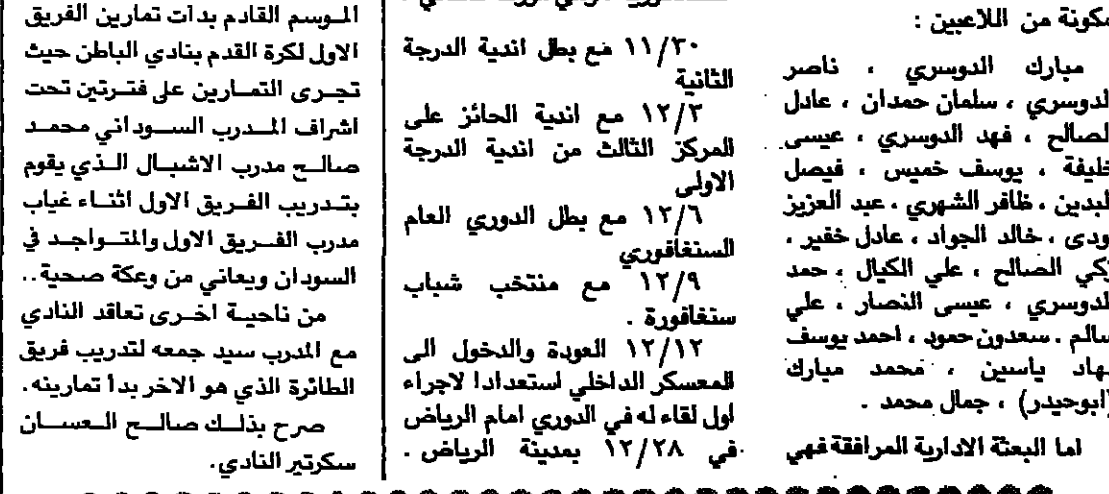 مكونة من اللاعبين :
مبارك الدوسري ، ناصر
الدوسري ، سلمان حمدان ، عادل
الصالح ، فهد الدوسري ، عيسى
خليفة ، يوسف خميس ، فيصل
البدين ، ظافر الشهري ، عبد العزيز
، خالد الجواد ، عادل خفير ،
زكي الصالح ، علي الكيال ، حمد
الدوسري ، عيسى النصار ، علي
سالم ، سعدون حمود ، احمد يوسف
ياسين ، محمد مبارك
(ابوحيدر) ، جمال محمد .
اما البعثة الادارية المرافقة فهي
١١/٣٠ مع بطل اندية الدرجة
الثانية
١٢/٣ مع اندية الحائز على
المركز الثالث من اندية الدرجة
الاولى
١٢/٦ مع بطل الدوري العام
السنغافوري
١٢/٩ مع منتخب شباب
سنغافورة .
١٢/١٢ العودة والدخول الى
المعسكر الداخلي استعدادا لاجراء
اول لقاء له في الدوري امام الرياض
في ١٢/٢٨ بمدينة الرياض .
الموسم القادم بدات تمارين الفريق
الاول لكرة القدم بنادي الباطن حيث
تجرى التمارين على فترتين تحت
اشراف المدرب السوداني محمد
صالح مدرب الاشبال الذي يقوم
بتدريب الفريق الاول اثناء غياب
مدرب الفريق الاول والمتواجد في
السودان ويعاني من وعكة صحية..
من ناحية اخرى تعاقد النادي
مع المدرب سيد جمعه لتدريب فريق
الطائرة الذي هو الاخر بدا تمارينه.
صرح بذلك صالح العسان
سكرتير النادي.